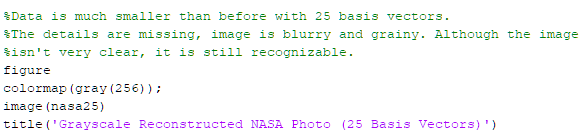 %Data is much smaller than before with 25 basis vectors.
%The details are missing, image is blurry and grainy. Although the image
%isn't very clear, it is still recognizable.
figure
colormap(gray(256));
image(nasa25)
title('Grayscale Reconstructed NASA Photo (25 Basis Vectors)')